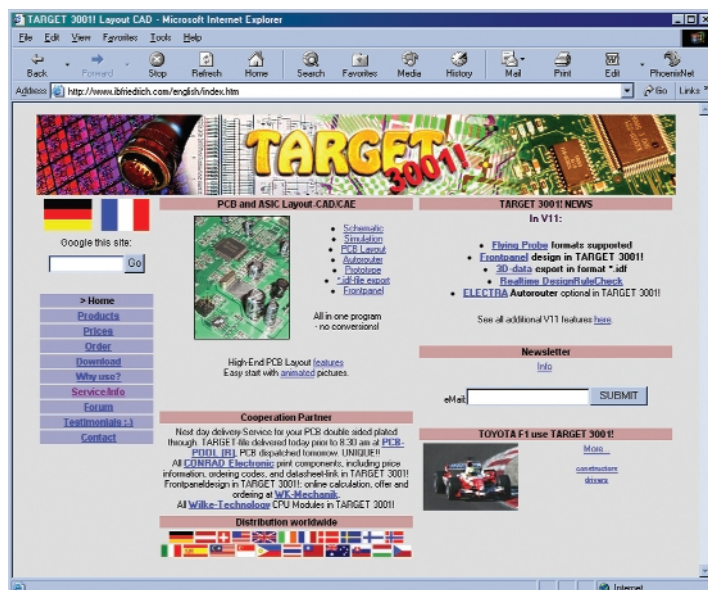 TARGET 3001! Layout CAD - Microsoft Internet Explorer
File Edit View Favorites Tools Help
Back Forward Stop Refresh Home Search Favorites Media History Mail Print Edit PhoenixNet
Address http://www.ibfriedrich.com/english/index.htm Go Links »
TARGET
3001!
Google this site:
Go
> Home
Products
Prices
Order
Download
Why use?
Service/Info
Forum
Testimonials :-)
Contact
PCB and ASIC Layout-CAD/CAE
Schematic
Simulation
PCB Layout
Autorouter
Prototype
*.idf-file export
Frontpanel
All in one program
- no conversions!
High-End PCB Layout features
Easy start with animated pictures.
Cooperation Partner
Next day delivery-Service for your PCB double sided plated
through. TARGET-file delivered today prior to 8:30 am at PCB-
POOL [R], PCB dispatched tomorrow. UNIQUE!!
All CONRAD Electronic print components, including price
information, ordering codes, and datasheet-link in TARGET 3001!
Frontpaneldesign in TARGET 3001!: online calculation, offer and
ordering at WK-Mechanik.
All Wilke-Technology CPU Modules in TARGET 3001!
Distribution worldwide
TARGET 3001! NEWS
In V11:
Flying Probe formats supported
Frontpanel design in TARGET 3001!
3D-data export in format *.idf
Realtime DesignRuleCheck
ELECTRA Autorouter optional in TARGET 3001!
See all additional V11 features here.
Newsletter
Info
eMail: SUBMIT
TOYOTA F1 use TARGET 3001!
More...
constructors
drivers
Internet